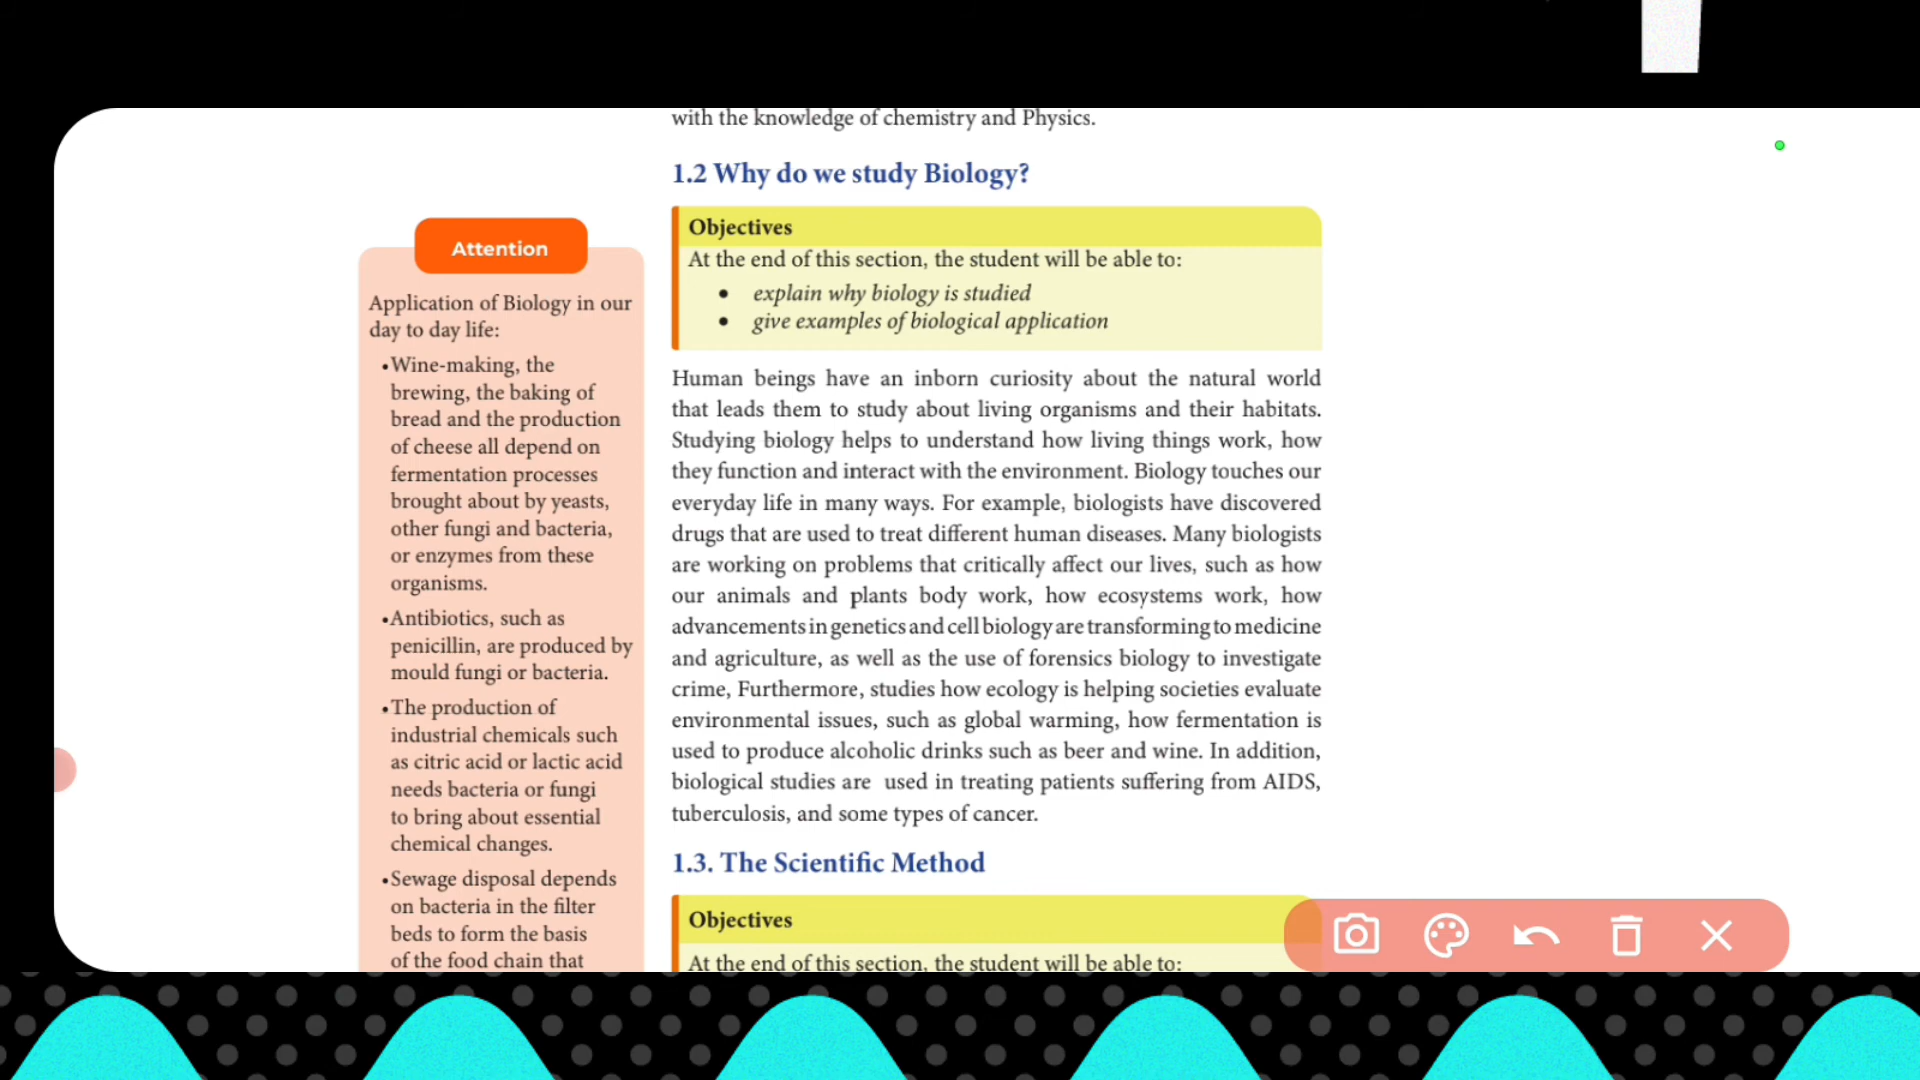 with the knowledge of chemistry and Physics.
1.2 Why do we study Biology?
Objectives
At the end of this section, the student will be able to:
• explain why biology is studied
• give examples of biological application
Human beings have an inborn curiosity about the natural world
that leads them to study about living organisms and their habitats.
Studying biology helps to understand how living things work, how
they function and interact with the environment. Biology touches our
everyday life in many ways. For example, biologists have discovered
drugs that are used to treat different human diseases. Many biologists
are working on problems that critically affect our lives, such as how
our animals and plants body work, how ecosystems work, how
advancements in genetics and cell biology are transforming to medicine
and agriculture, as well as the use of forensics biology to investigate
crime, Furthermore, studies how ecology is helping societies evaluate
environmental issues, such as global warming, how fermentation is
used to produce alcoholic drinks such as beer and wine. In addition,
biological studies are used in treating patients suffering from AIDS,
tuberculosis, and some types of cancer.
1.3. The Scientific Method
Objectives
At the end of this section, the student will be able to:
Attention
Application of Biology in our
day to day life:
•Wine-making, the
brewing, the baking of
bread and the production
of cheese all depend on
fermentation processes
brought about by yeasts,
other fungi and bacteria,
or enzymes from these
organisms.
•Antibiotics, such as
penicillin, are produced by
mould fungi or bacteria.
•The production of
industrial chemicals such
as citric acid or lactic acid
needs bacteria or fungi
to bring about essential
chemical changes.
•Sewage disposal depends
on bacteria in the filter
beds to form the basis
of the food chain that